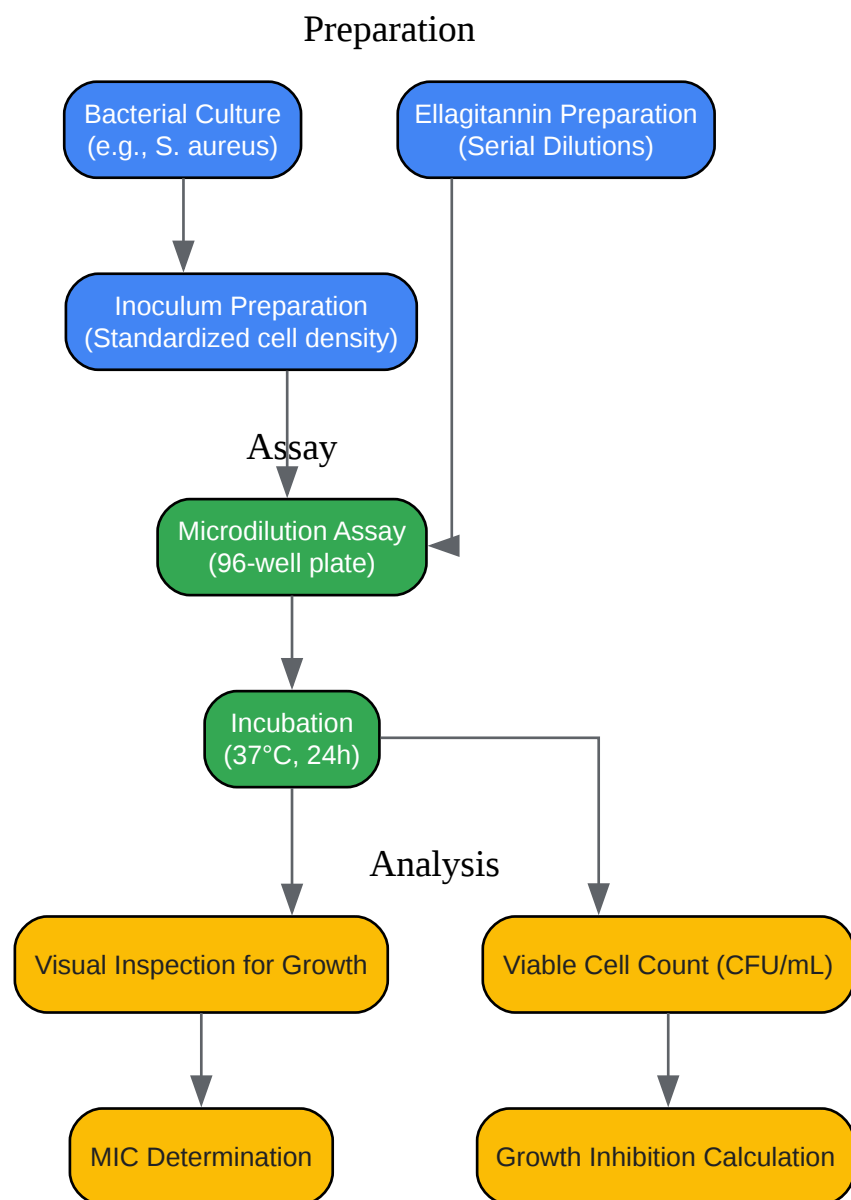 Preparation
Bacterial Culture
(e.g., S. aureus)
Ellagitannin Preparation
(Serial Dilutions)
Inoculum Preparation
(Standardized cell density)
Assay
Microdilution Assay
(96-well plate)
Incubation
(37°C, 24h)
Analysis
Visual Inspection for Growth
Viable Cell Count (CFU/mL)
MIC Determination
Growth Inhibition Calculation